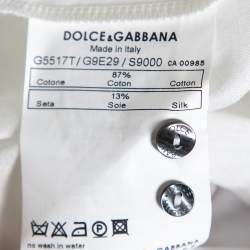 DOLCE&GABBANA
Made in Italy
G5517T/G9E29/S9000 CA 00985
87%
Cotone Coton Cotton
13%
Seta Soie Silk
no wash in water